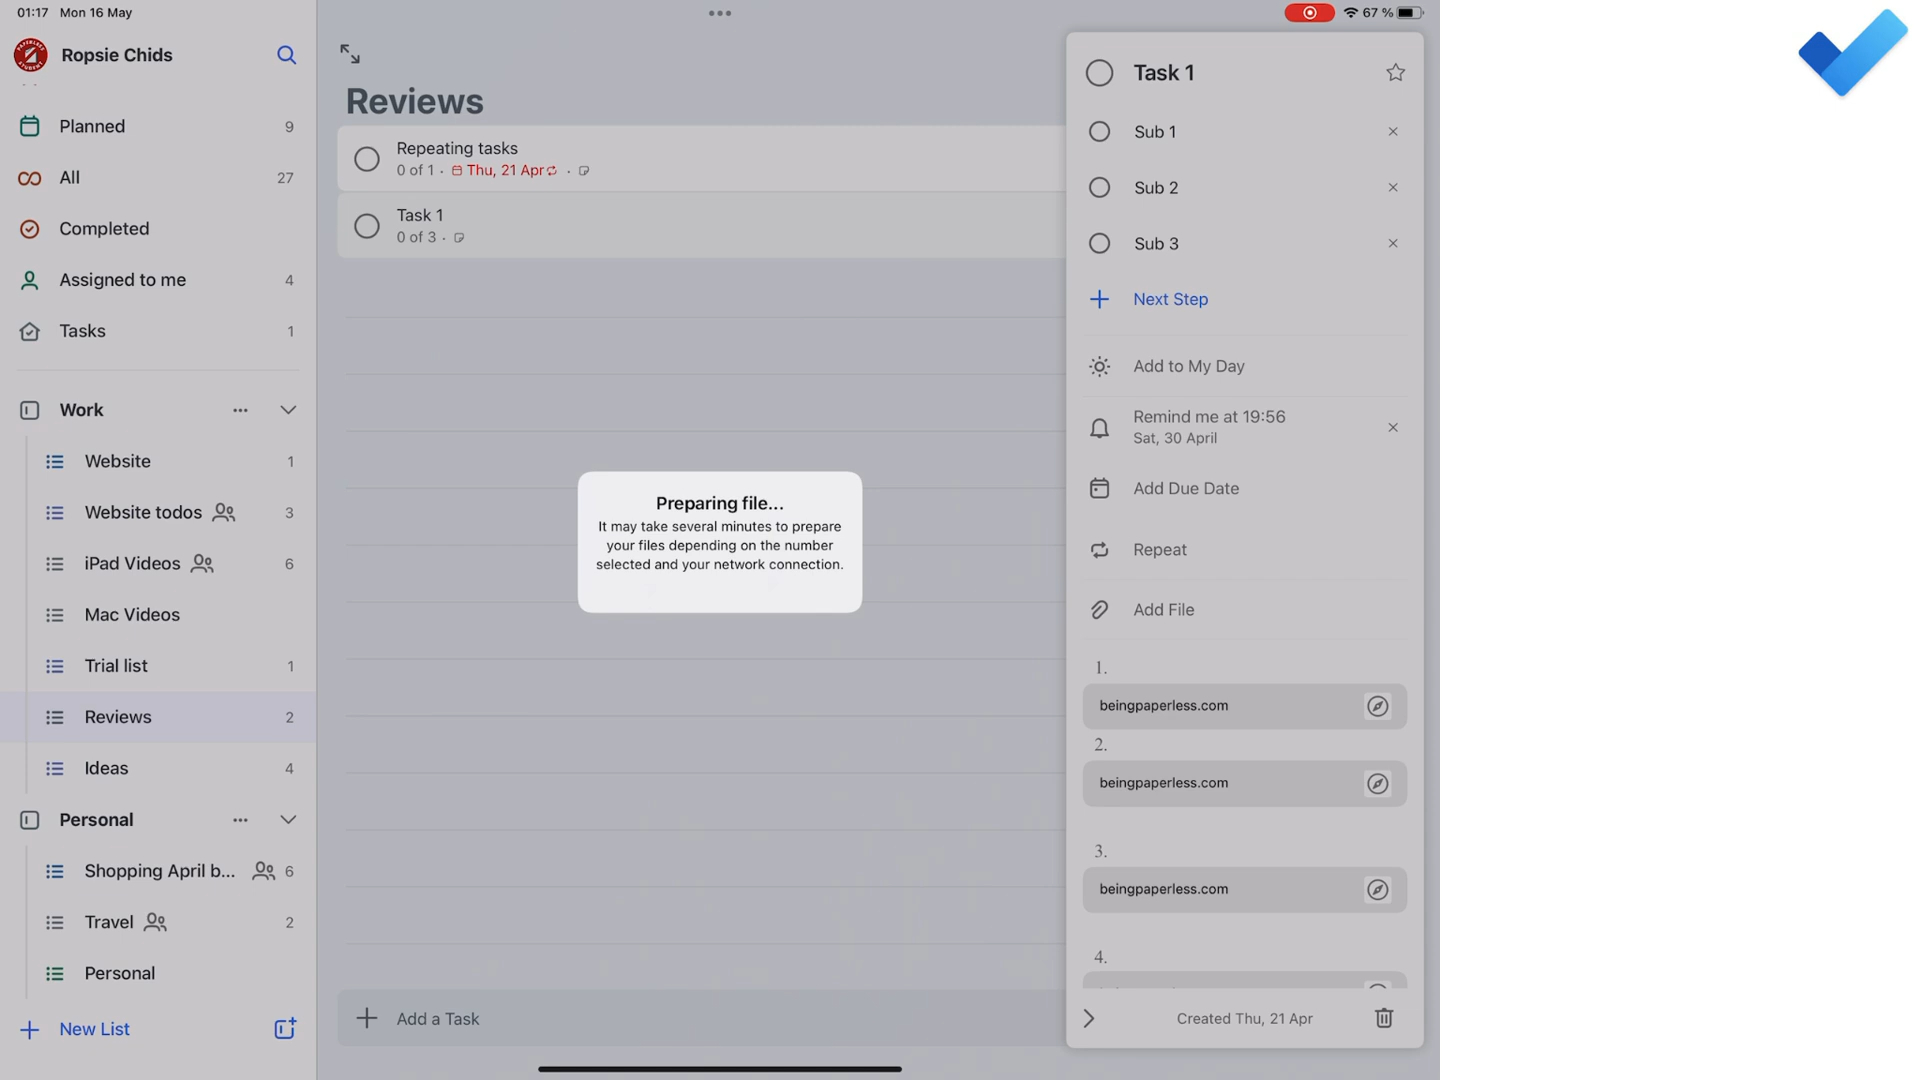 01:17 Mon 16 May
67 %
Ropsie Chids
Planned 9
All 27
Completed
Assigned to me 4
Tasks 1
Work
Website 1
Website todos 3
iPad Videos 6
Mac Videos
Trial list 1
Reviews 2
Ideas 4
Personal
Shopping April b... 6
Travel 2
Personal
New List
Reviews
Repeating tasks
0 of 1 · Thu, 21 Apr ·
Task 1
0 of 3 ·
Add a Task
Preparing file...
It may take several minutes to prepare
your files depending on the number
selected and your network connection.
Task 1
Sub 1
Sub 2
Sub 3
Next Step
Add to My Day
Remind me at 19:56
Sat, 30 April
Add Due Date
Repeat
Add File
1.
beingpaperless.com
2.
beingpaperless.com
3.
beingpaperless.com
4.
Created Thu, 21 Apr